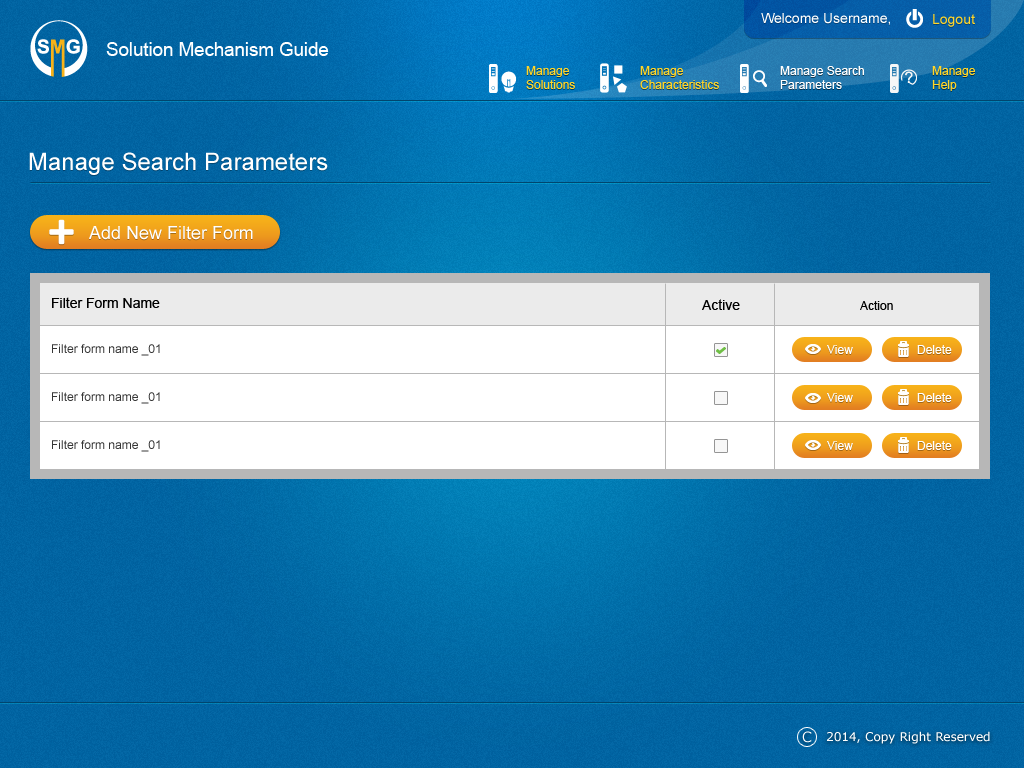 Welcome Username,
Logout
SMG
Solution Mechanism Guide
Manage
Solutions
Manage
Characteristics
Manage Search
Parameters
Manage
Help
Manage Search Parameters
Add New Filter Form
Filter Form Name
Active
Action
Filter form name _01
View
Delete
Filter form name _01
View
Delete
Filter form name _01
View
Delete
© 2014, Copy Right Reserved